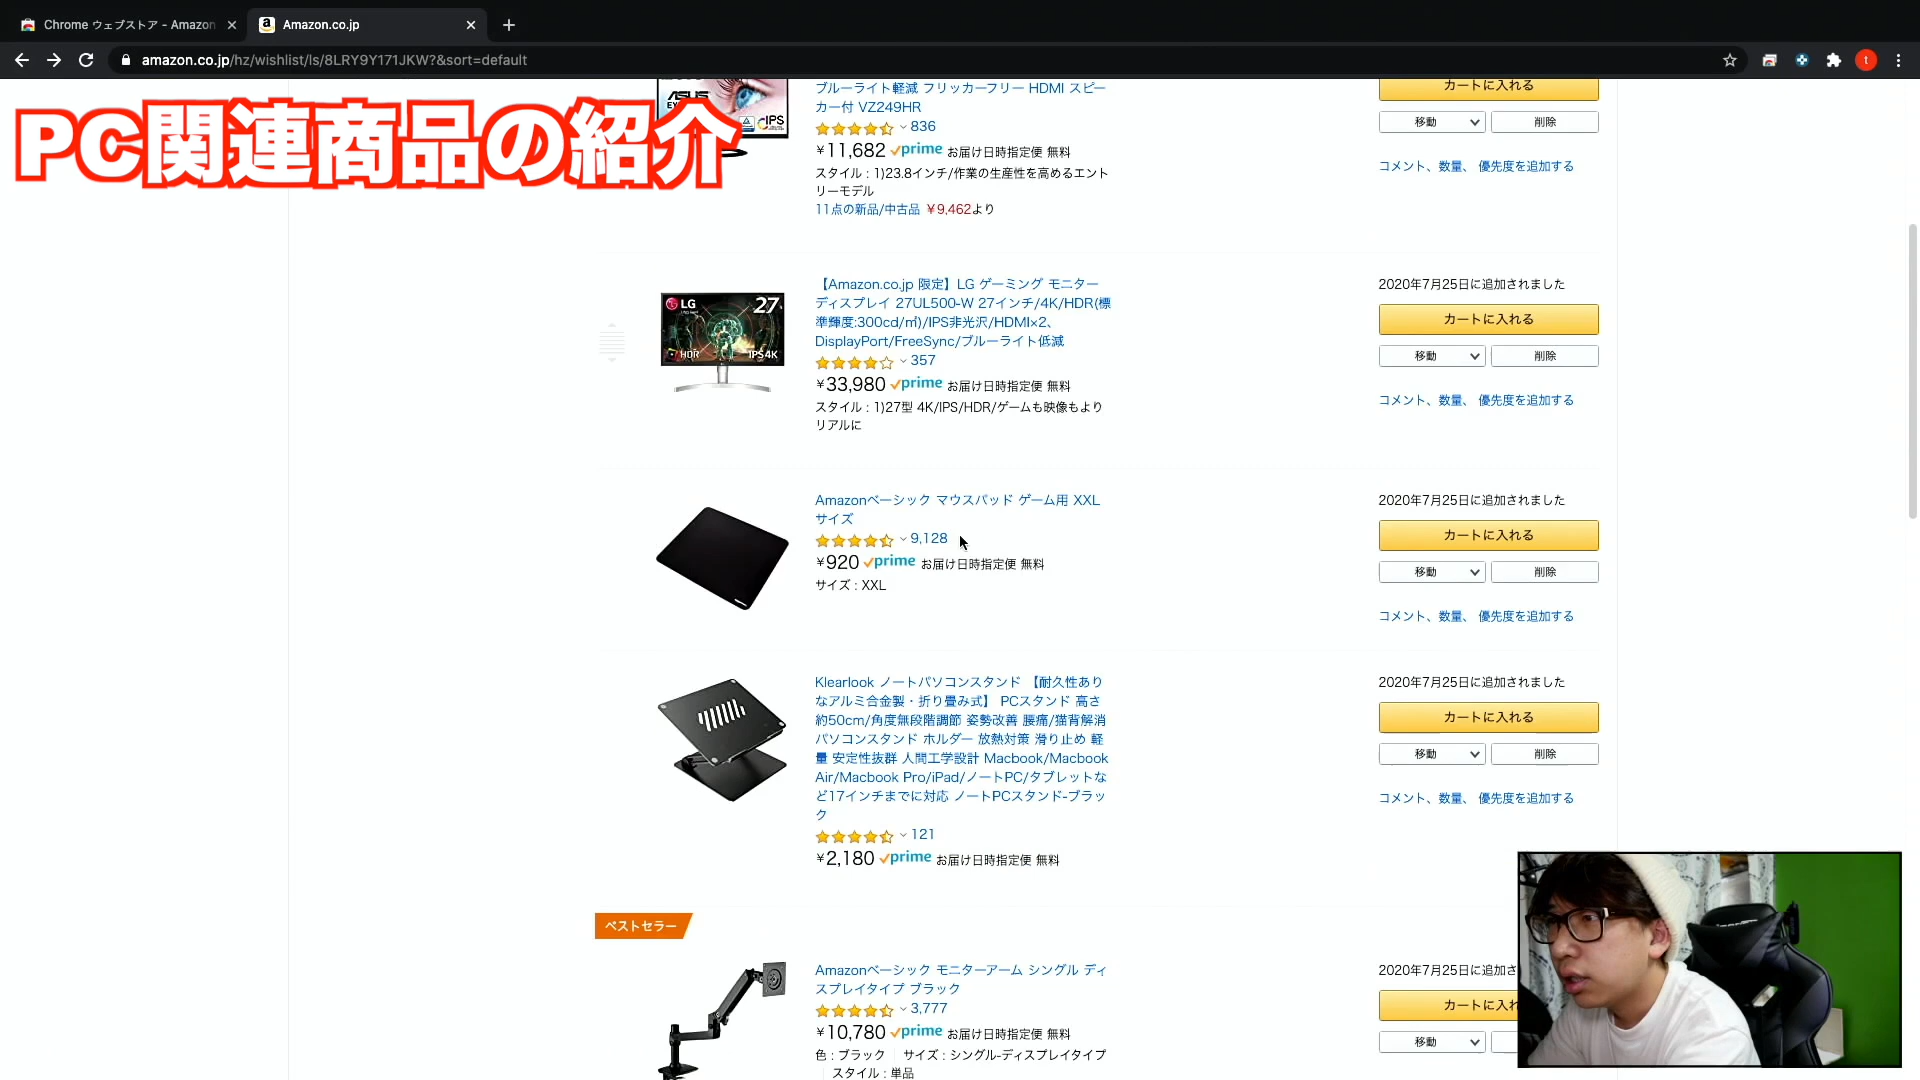 Chrome ウェブストア - Amazon
Amazon.co.jp
amazon.co.jp/hz/wishlist/ls/8LRY9Y171JKW?&sort=default
t
PC関連商品の紹介
ASUS
IPS
ブルーライト軽減 フリッカーフリー HDMI スピー
カー付 VZ249HR
836
¥11,682 prime お届け日時指定便 無料
スタイル : 1)23.8インチ/作業の生産性を高めるエント
リーモデル
11点の新品/中古品 ¥9,462より
カートに入れる
移動
削除
コメント、数量、 優先度を追加する
LG
27
HDR
IPS4K
【Amazon.co.jp 限定】LG ゲーミング モニター
ディスプレイ 27UL500-W 27インチ/4K/HDR(標
準輝度:300cd/㎡)/IPS非光沢/HDMI×2、
DisplayPort/FreeSync/ブルーライト低減
357
¥33,980 prime お届け日時指定便 無料
スタイル : 1)27型 4K/IPS/HDR/ゲームも映像もより
リアルに
2020年7月25日に追加されました
カートに入れる
移動
削除
コメント、数量、 優先度を追加する
Amazonベーシック マウスパッド ゲーム用 XXL
サイズ
9,128
¥920 prime お届け日時指定便 無料
サイズ : XXL
2020年7月25日に追加されました
カートに入れる
移動
削除
コメント、数量、 優先度を追加する
Klearlook ノートパソコンスタンド 【耐久性あり
なアルミ合金製・折り畳み式】 PCスタンド 高さ
約50cm/角度無段階調節 姿勢改善 腰痛/猫背解消
パソコンスタンド ホルダー 放熱対策 滑り止め 軽
量 安定性抜群 人間工学設計 Macbook/Macbook
Air/Macbook Pro/iPad/ノートPC/タブレットな
ど17インチまでに対応 ノートPCスタンド-ブラッ
ク
121
¥2,180 prime お届け日時指定便 無料
2020年7月25日に追加されました
カートに入れる
移動
削除
コメント、数量、 優先度を追加する
ベストセラー
Amazonベーシック モニターアーム シングル ディ
スプレイタイプ ブラック
3,777
¥10,780 prime お届け日時指定便 無料
色 : ブラック サイズ : シングル-ディスプレイタイプ
スタイル : 単品
2020年7月25日に追加さ
カートに入れ
移動